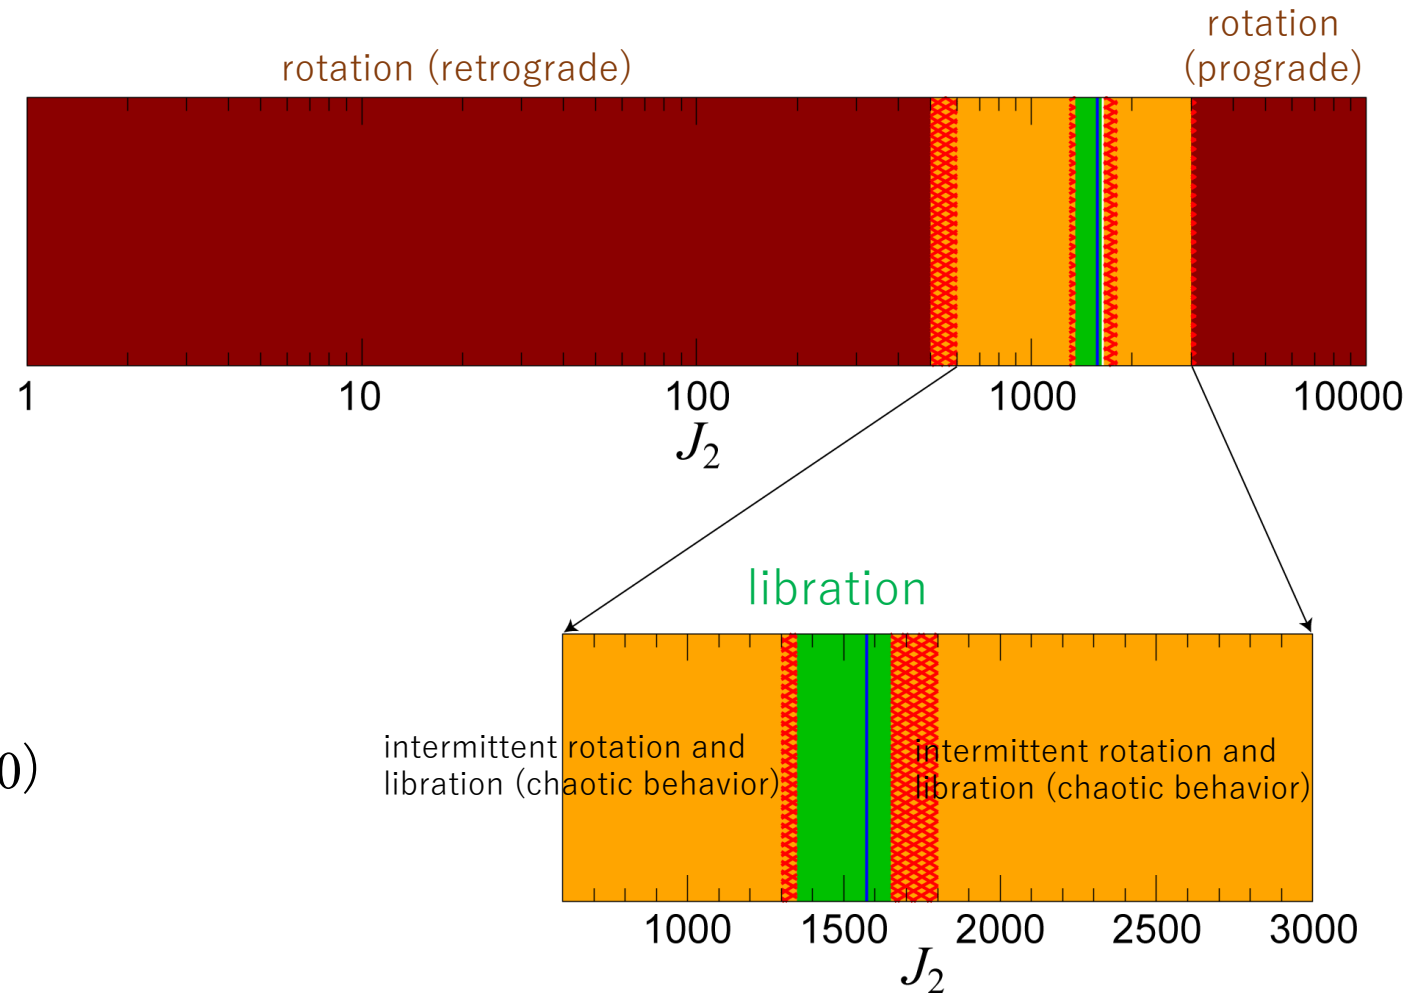 rotation
rotation (retrograde)
(prograde)
1 10 100 1000 10000
J2
libration
intermittent rotation and
libration (chaotic behavior)
intermittent rotation and
libration (chaotic behavior)
0)
1000 1500 2000 2500 3000
J2